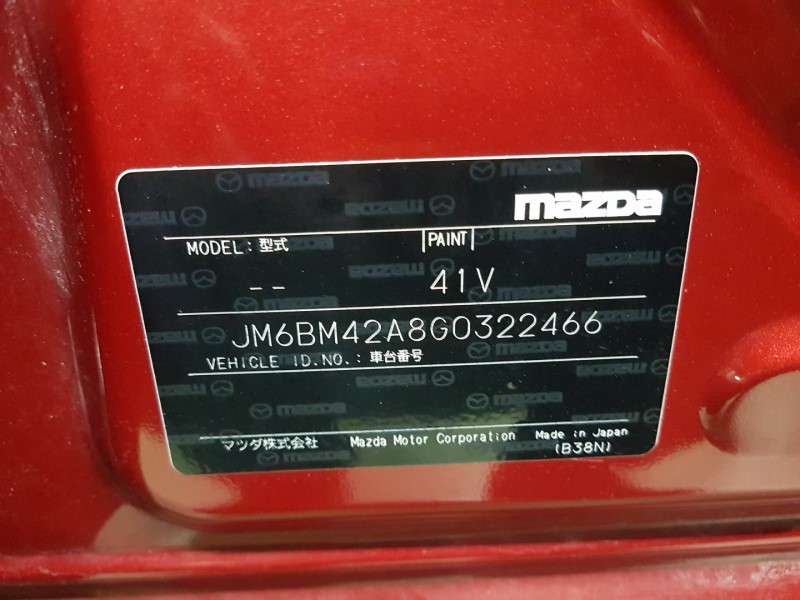 mazda
MODEL: 型式 PAINT
-- 41V
JM6BM42A8G0322466
VEHICLE ID.NO.: 車台番号
マツダ株式会社 Mazda Motor Corporation Made in Japan
(B38N)